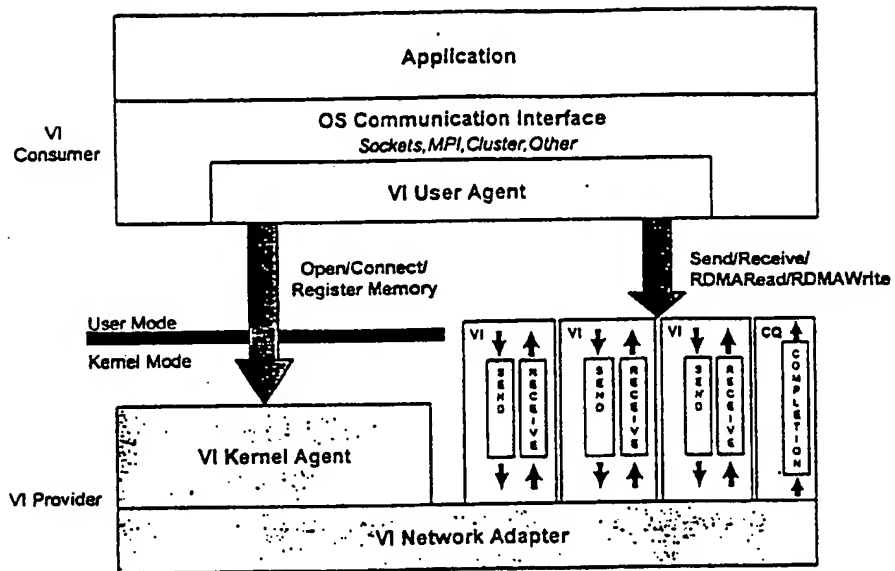 Application
OS Communication Interface
Sockets,MPI,Cluster,Other
VI
Consumer
VI User Agent
Open/Connect/
Register Memory
Send/Receive/
RDMARead/RDMAWrite
User Mode
Kernel Mode
VI
SEND
RECEIVE
VI
SEND
RECEIVE
VI
SEND
RECEIVE
CQ
COMPLETION
VI Kernel Agent
VI Provider
VI Network Adapter